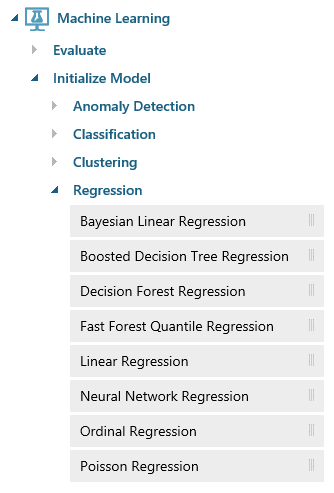 Machine Learning
Evaluate
Initialize Model
Anomaly Detection
Classification
Clustering
Regression
Bayesian Linear Regression
Boosted Decision Tree Regression
Decision Forest Regression
Fast Forest Quantile Regression
Linear Regression
Neural Network Regression
Ordinal Regression
Poisson Regression